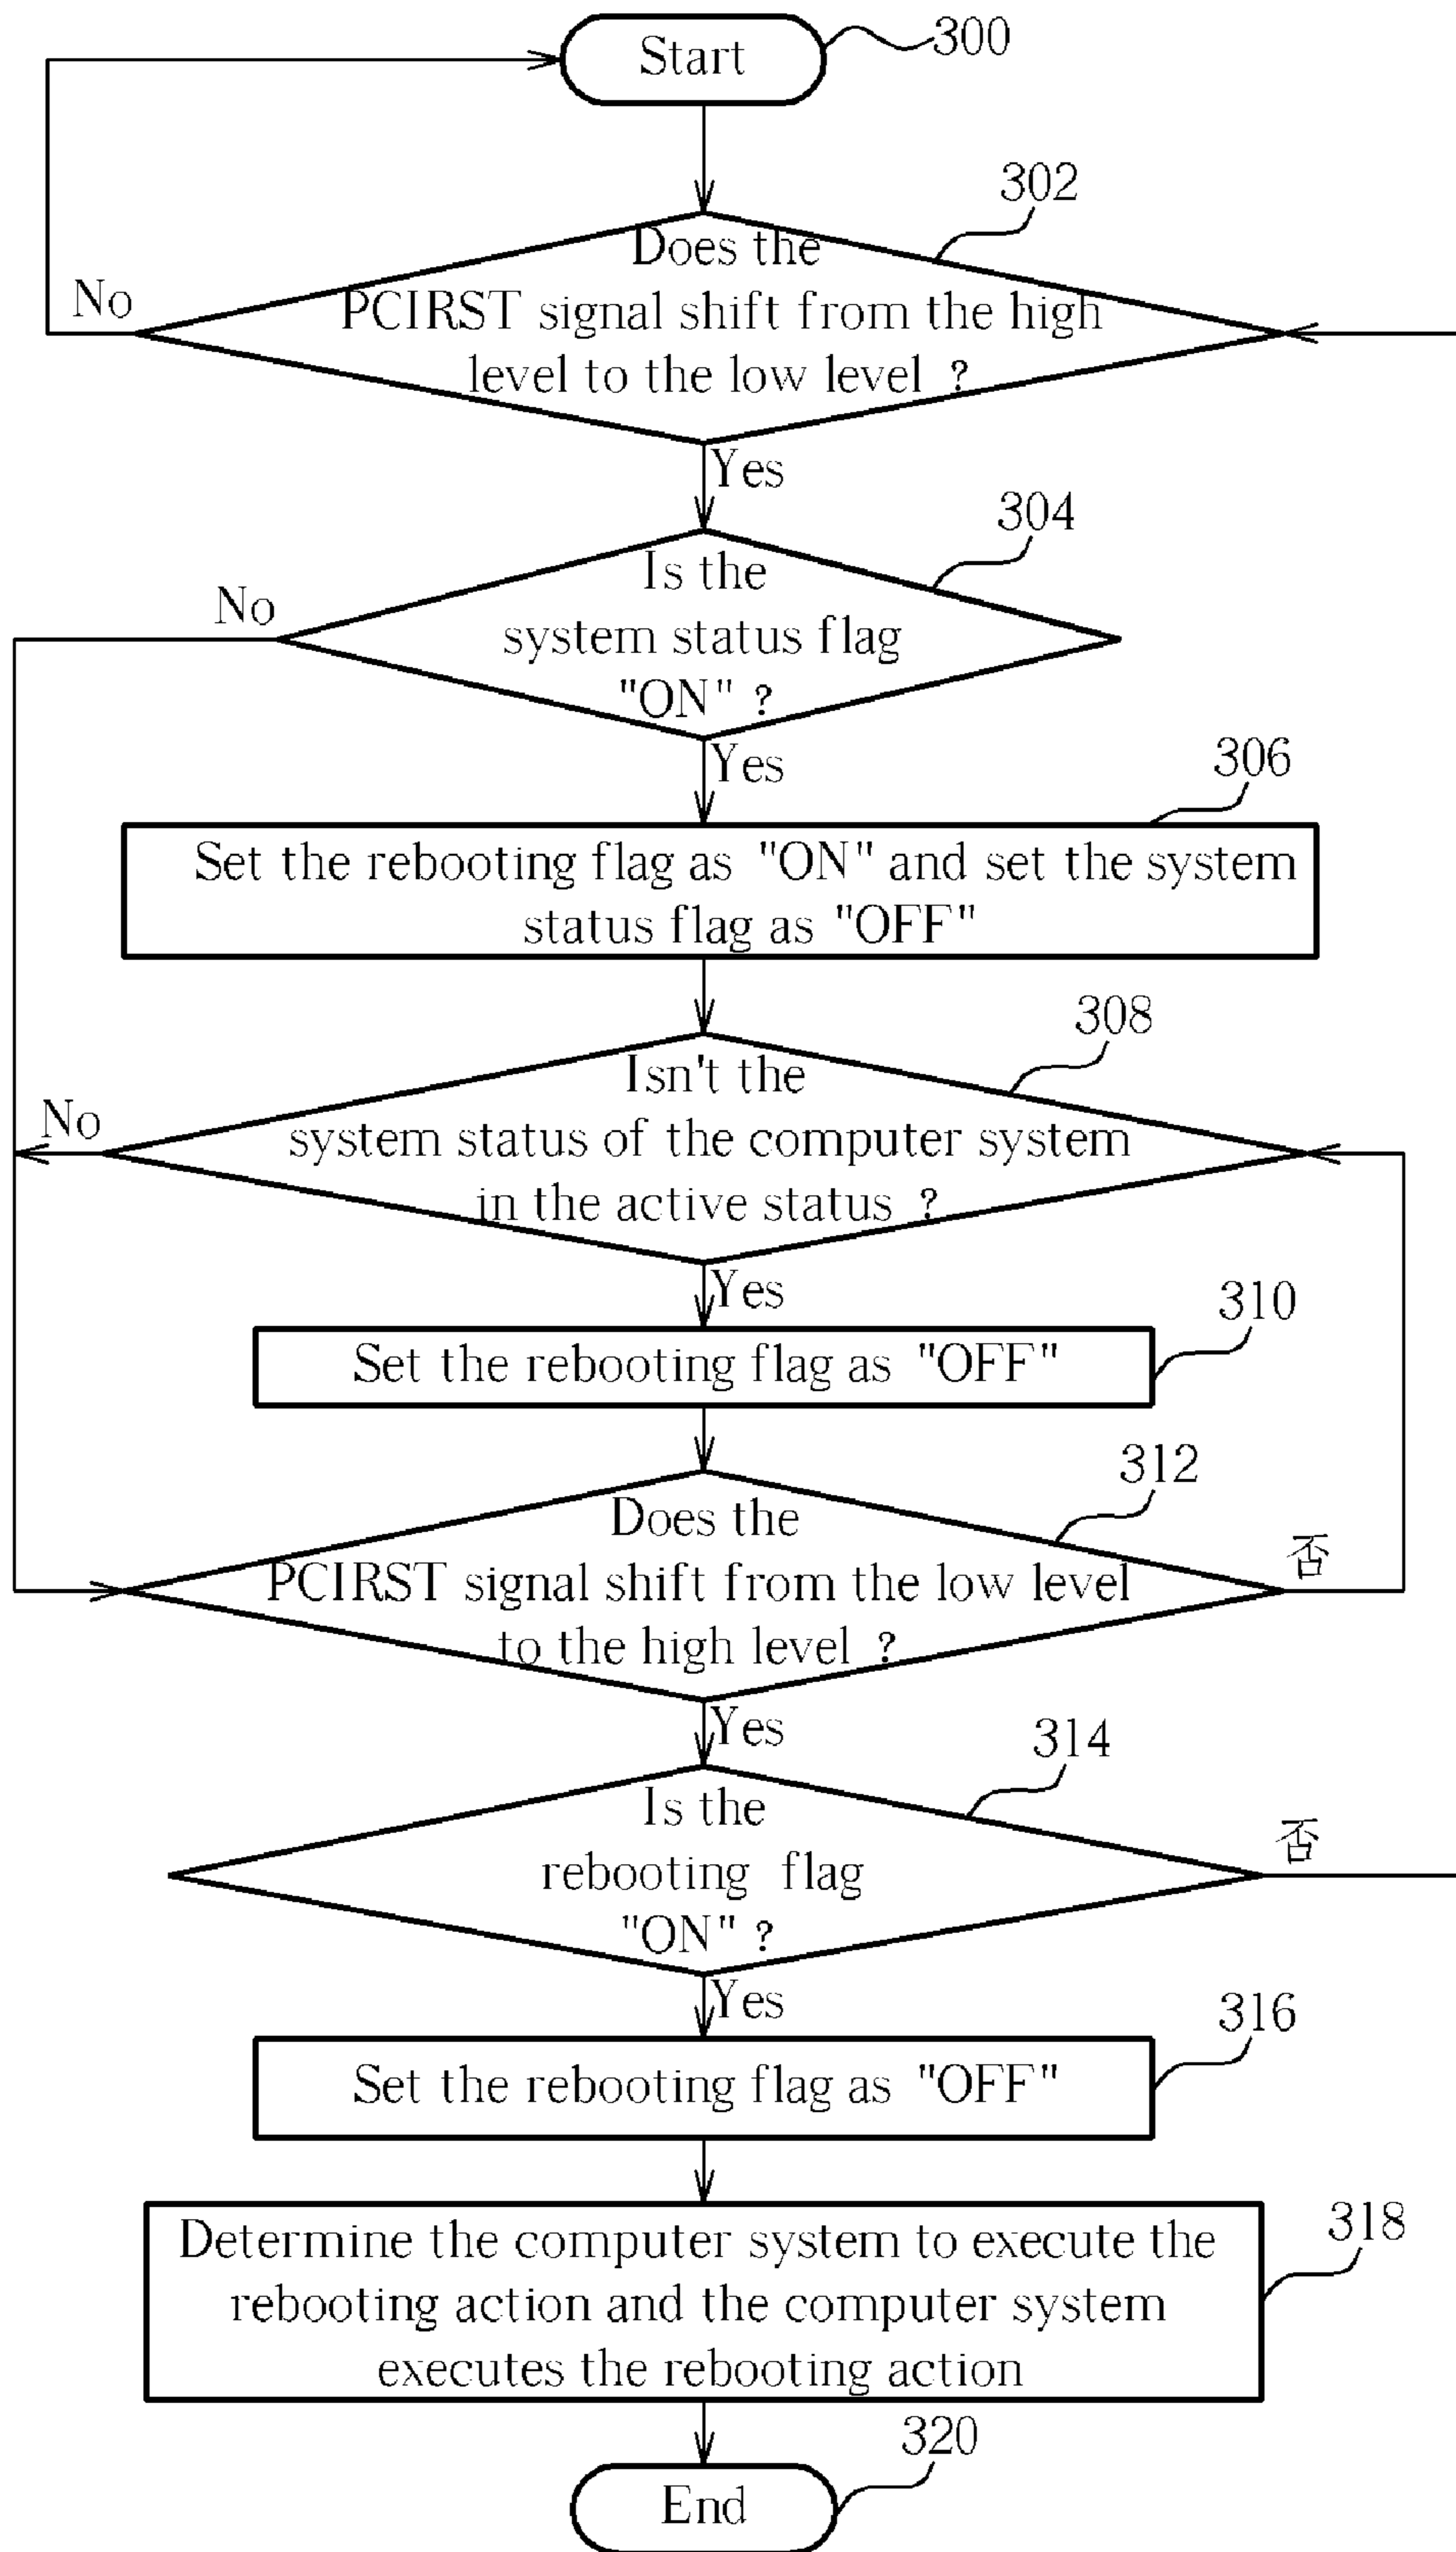 Start
300
302
Does the
PCIRST signal shift from the high
level to the low level ?
No
Yes
304
Is the
system status flag
"ON" ?
No
Yes
306
Set the rebooting flag as "ON" and set the system
status flag as "OFF"
308
Isn't the
system status of the computer system
in the active status ?
No
Yes
310
Set the rebooting flag as "OFF"
312
Does the
PCIRST signal shift from the low level
to the high level ?
否
Yes
314
Is the
rebooting flag
"ON" ?
否
Yes
316
Set the rebooting flag as "OFF"
318
Determine the computer system to execute the
rebooting action and the computer system
executes the rebooting action
320
End